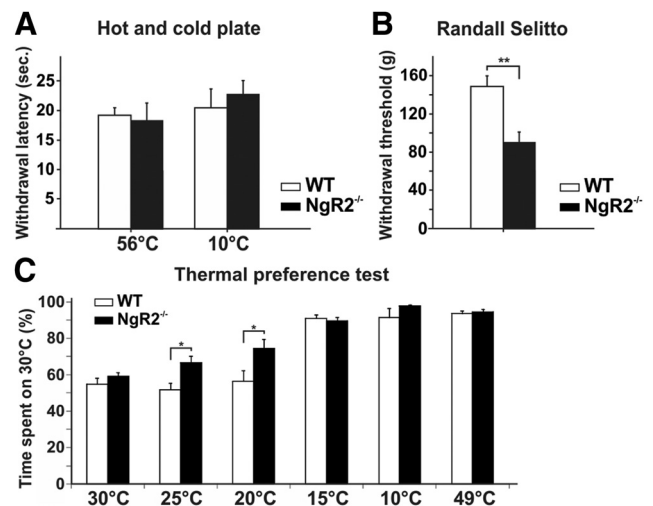 A
Hot and cold plate
Withdrawal latency (sec.)
25
20
15
10
5
WT
NgR2-/-
56°C 10°C
B
Randall Selitto
Withdrawal threshold (g)
160
120
80
40
0
**
WT
NgR2-/-
C
Thermal preference test
Time spent on 30°C (%)
100
80
60
40
20
0
WT
NgR2-/-
*
*
30°C 25°C 20°C 15°C 10°C 49°C